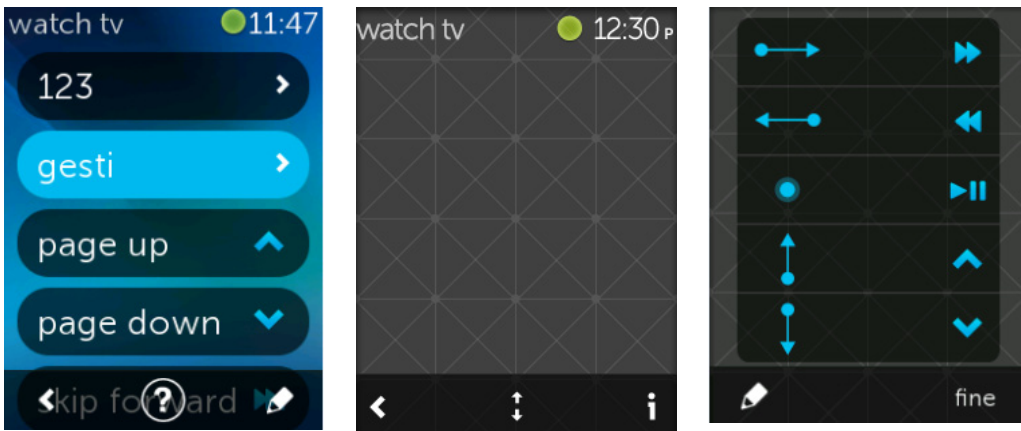 watch tv 11:47
123
gesti
page up
page down
skip forward
watch tv 12:30 P
fine